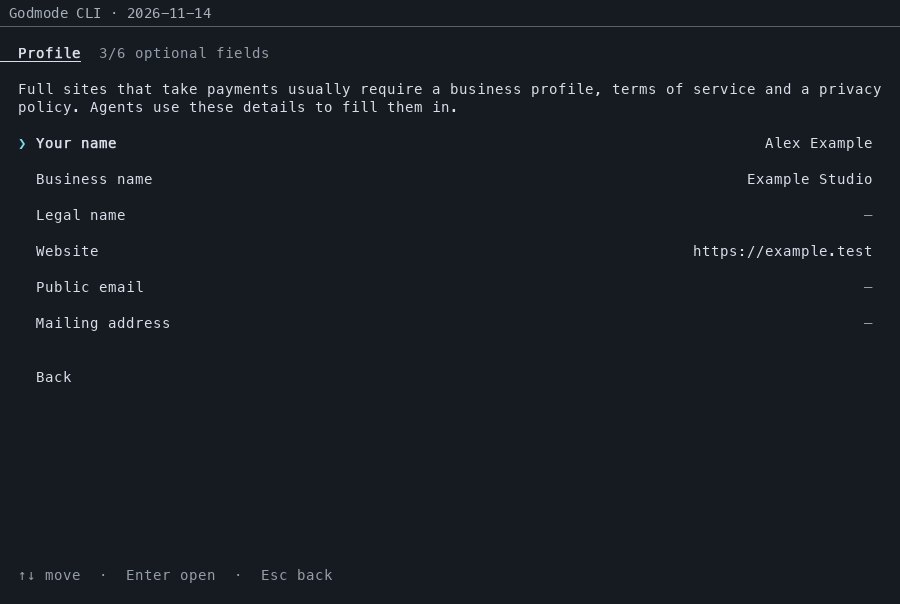 Godmode CLI · 2026−11−14
Profile 3/6 optional fields
Full sites that take payments usually require a business profile, terms of service and a privacy
policy. Agents use these details to fill them in.
❯ Your name Alex Example
Business name Example Studio
Legal name —
Website https://example.test
Public email —
Mailing address —
Back
↑↓ move · Enter open · Esc back